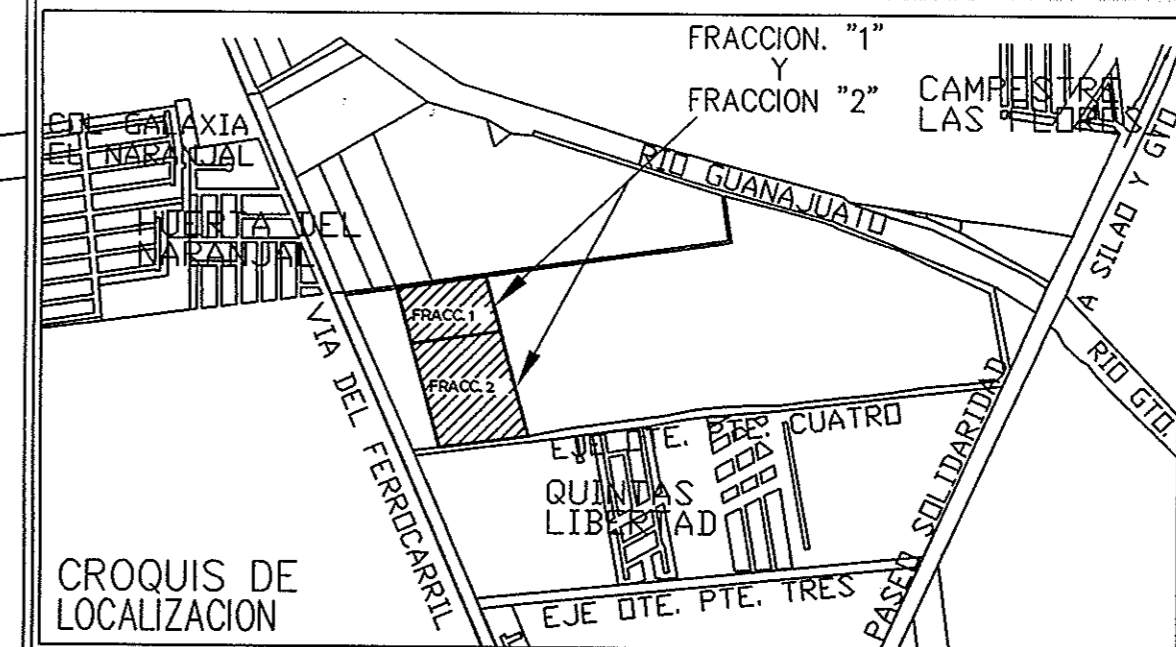 FRACCION. "1"
Y
FRACCION "2"
CAMPESTRE
LAS FLORES
COL GALAXIA
EL NARANJAL
HUERTA DEL
NARANJAL
RIO GUANAJUATO
A SILAO Y GTO
FRACC.1
FRACC.2
VIA DEL FERROCARRIL
RIO GTO.
EJE OTE. PTE. CUATRO
QUINTAS
LIBERTAD
PASEO SOLIDARIDAD
EJE OTE. PTE. TRES
CROQUIS DE
LOCALIZACION